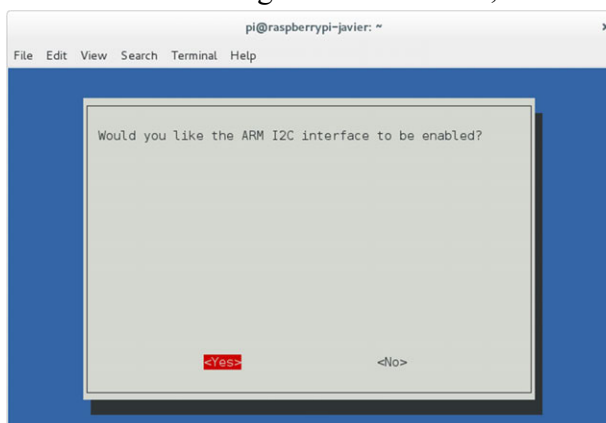 pi@raspberrypi-javier: ~
File Edit View Search Terminal Help
Would you like the ARM I2C interface to be enabled?
<Yes> <No>